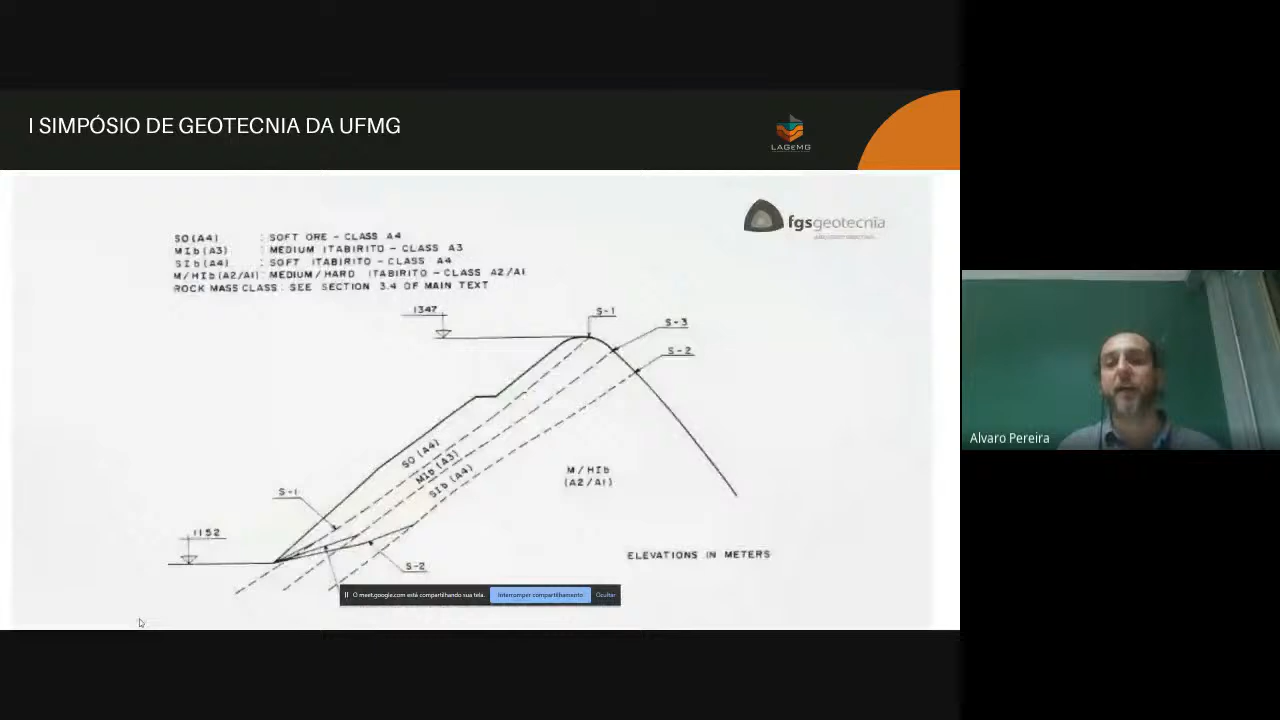 I SIMPÓSIO DE GEOTECNIA DA UFMG
LAGEMG
fgsgeotecnia
SO (A4) : SOFT ORE - CLASS A4
MIb (A3) : MEDIUM ITABIRITO - CLASS A3
SIb (A4) : SOFT ITABIRITO - CLASS A4
M/HIb (A2/A1) : MEDIUM/HARD ITABIRITO - CLASS A2/A1
ROCK MASS CLASS : SEE SECTION 3.4 OF MAIN TEXT
1347
S-1
S-3
S-2
SO (A4)
MIb (A3)
SIb (A4)
M/HIb
(A2/A1)
S-1
1152
S-2
ELEVATIONS IN METERS
O meet.google.com está compartilhando sua tela.
Interromper compartilhamento
Ocultar
Alvaro Pereira